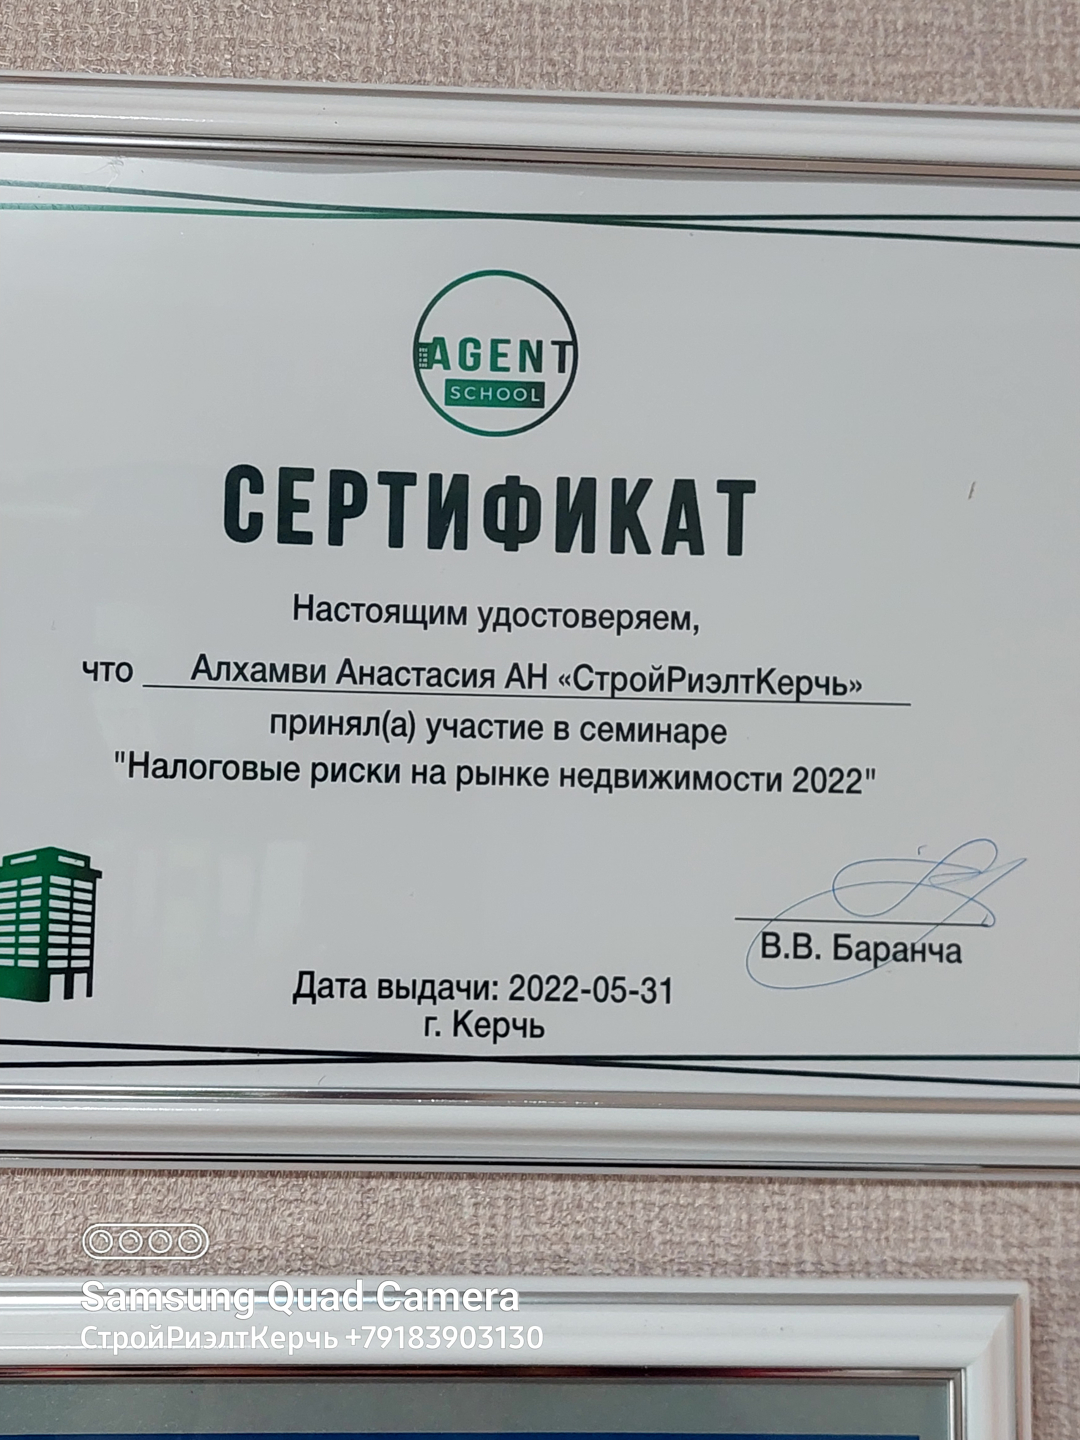 AGENT
SCHOOL
СЕРТИФИКАТ
Настоящим удостоверяем,
что Алхамви Анастасия АН «СтройРиэлтКерчь»
принял(а) участие в семинаре
"Налоговые риски на рынке недвижимости 2022"
В.В. Баранча
Дата выдачи: 2022-05-31
г. Керчь
Samsung Quad Camera
СтройРиэлтКерчь +79183903130